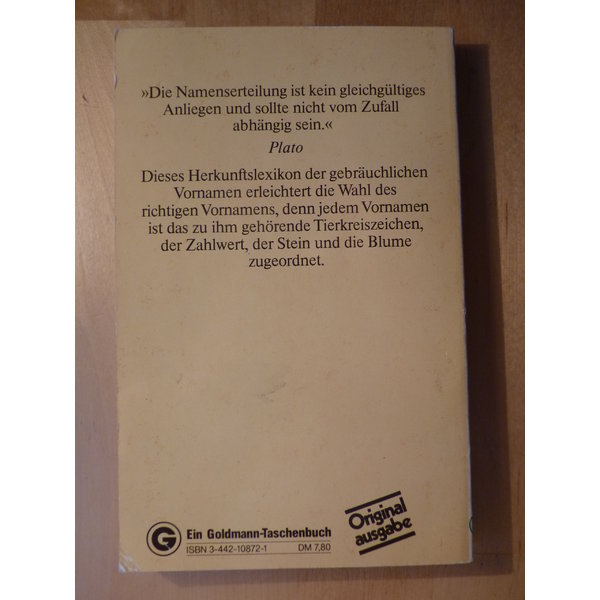 »Die Namenserteilung ist kein gleichgültiges
Anliegen und sollte nicht vom Zufall
abhängig sein.«
Plato
Dieses Herkunftslexikon der gebräuchlichen
Vornamen erleichtert die Wahl des
richtigen Vornamens, denn jedem Vornamen
ist das zu ihm gehörende Tierkreiszeichen,
der Zahlwert, der Stein und die Blume
zugeordnet.
G
Ein Goldmann-Taschenbuch
ISBN 3-442-10872-1 DM 7,80
Original
ausgabe